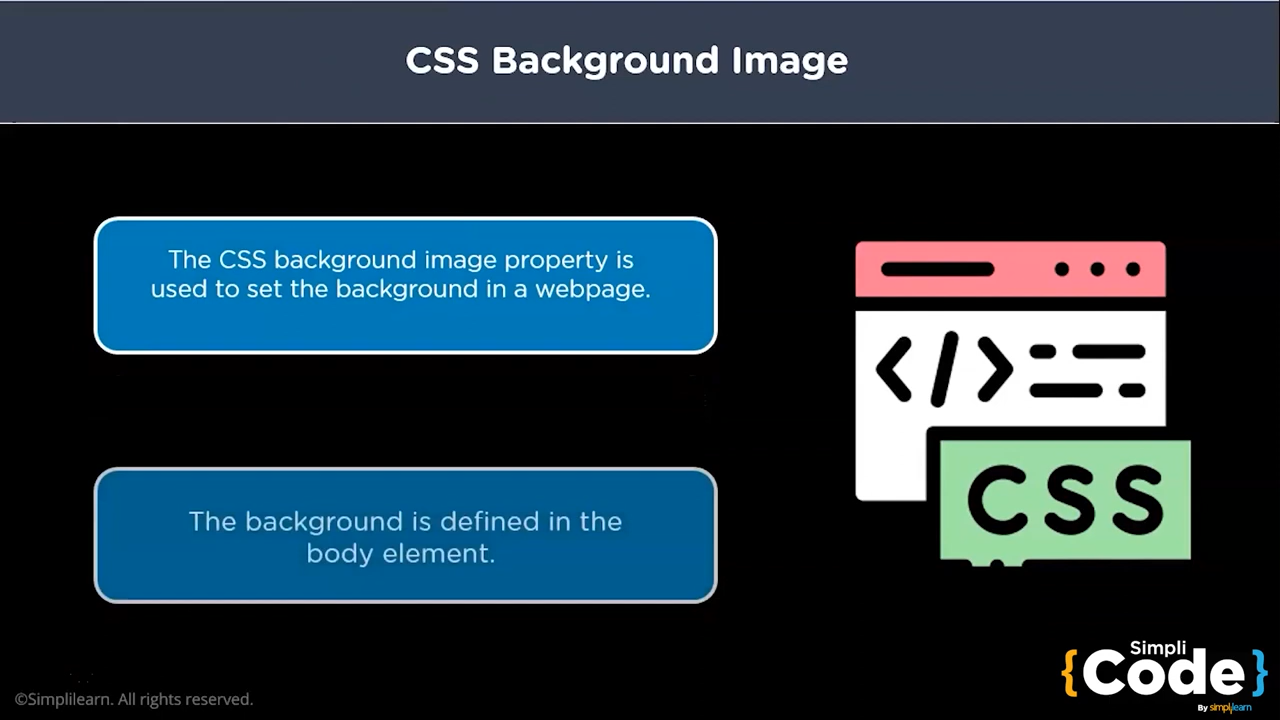 CSS Background Image
The CSS background image property is
used to set the background in a webpage.
The background is defined in the
body element.
</>
CSS
Simpli
{Code}
By simplilearn
©Simplilearn. All rights reserved.